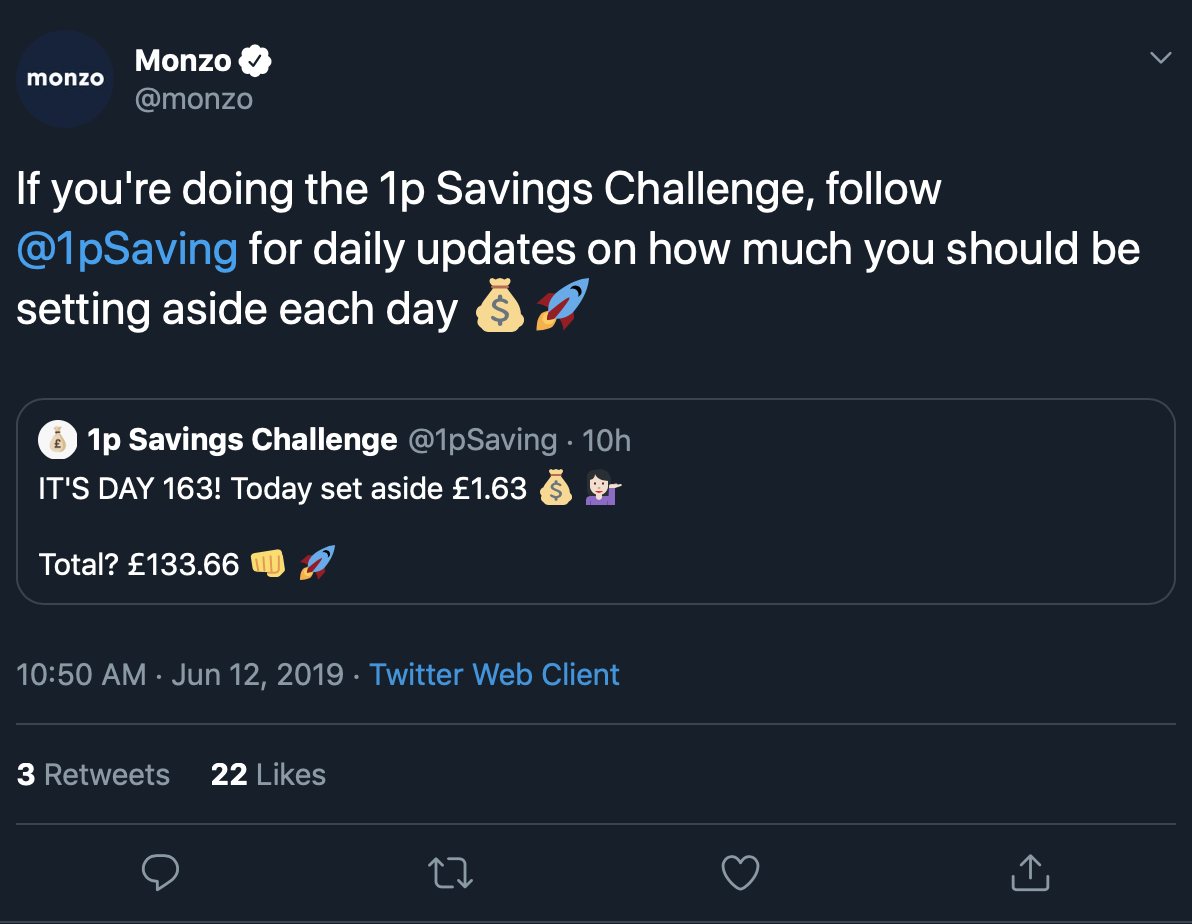 monzo
Monzo
@monzo
If you're doing the 1p Savings Challenge, follow
@1pSaving for daily updates on how much you should be
setting aside each day 💰🚀
1p Savings Challenge @1pSaving · 10h
IT'S DAY 163! Today set aside £1.63 💰 💁🏻‍♀️
Total? £133.66 👊 🚀
10:50 AM · Jun 12, 2019 · Twitter Web Client
3 Retweets 22 Likes